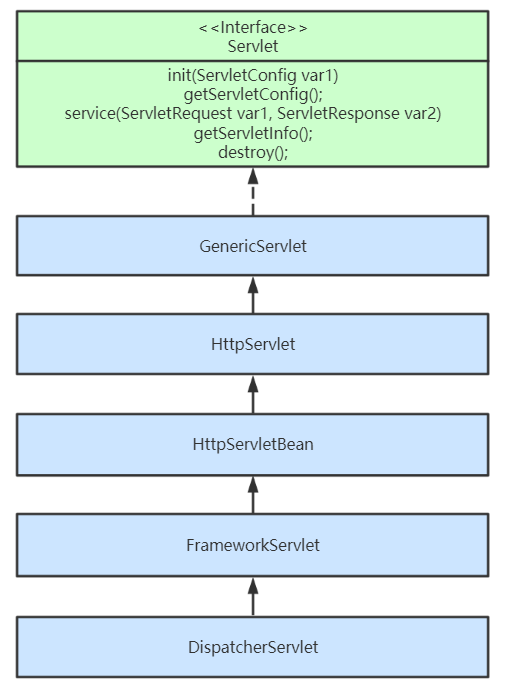 <<Interface>>
Servlet
init(ServletConfig var1)
getServletConfig();
service(ServletRequest var1, ServletResponse var2)
getServletInfo();
destroy();
GenericServlet
HttpServlet
HttpServletBean
FrameworkServlet
DispatcherServlet